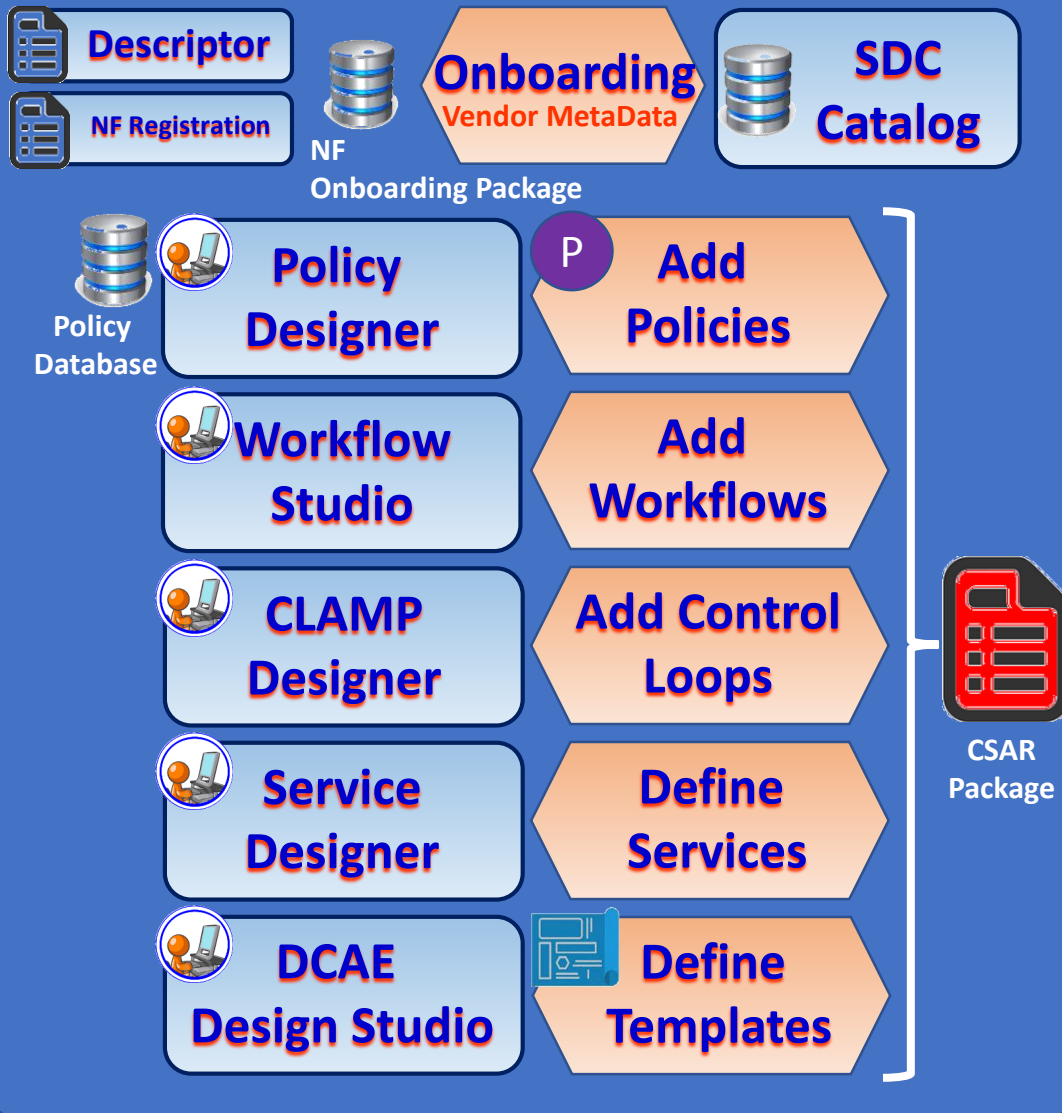 Descriptor
NF Registration
NF
Onboarding Package
Onboarding
Vendor MetaData
SDC
Catalog
Policy
Database
Policy
Designer
P
Add
Policies
Workflow
Studio
Add
Workflows
CLAMP
Designer
Add Control
Loops
Service
Designer
Define
Services
DCAE
Design Studio
Define
Templates
CSAR
Package